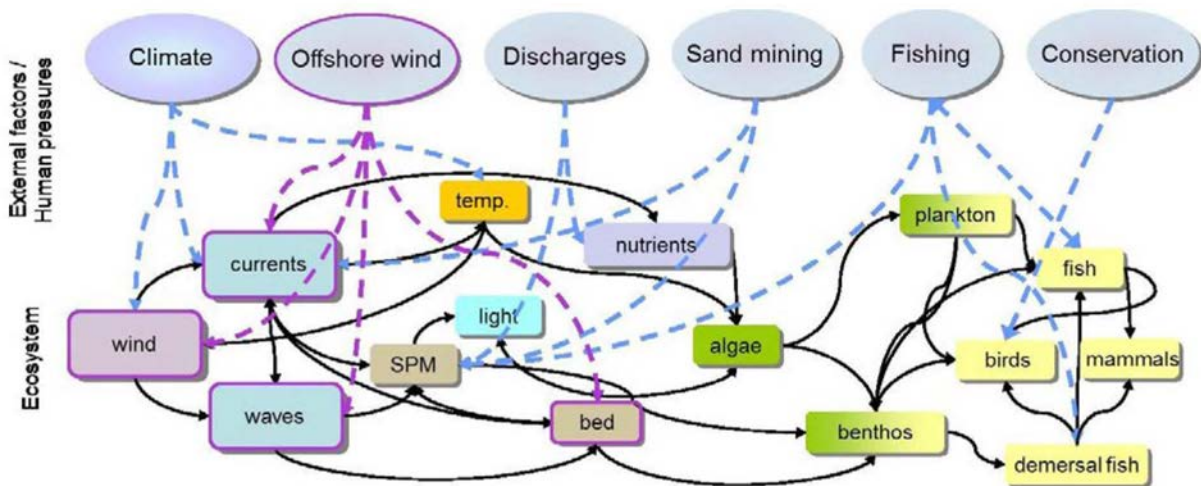 Climate
Offshore wind
Discharges
Sand mining
Fishing
Conservation
External factors /
Human pressures
Ecosystem
temp.
plankton
nutrients
currents
fish
light
wind
algae
SPM
birds
mammals
waves
bed
benthos
demersal fish